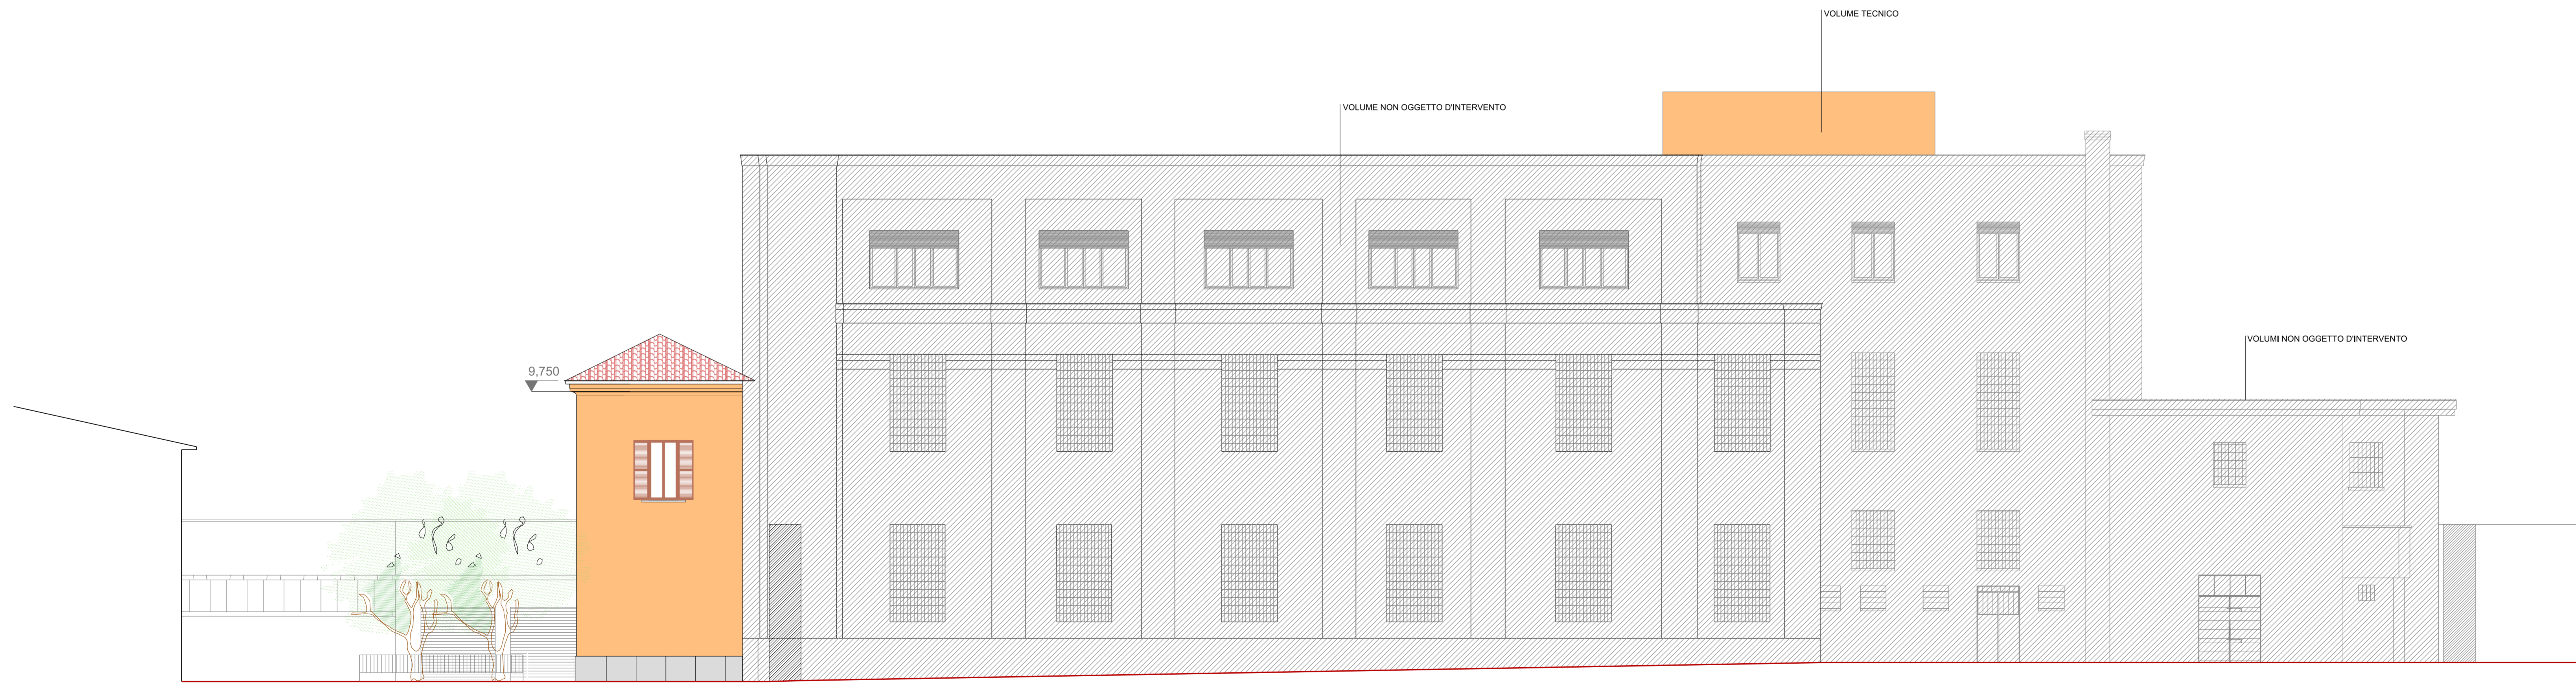 VOLUME TECNICO
VOLUME NON OGGETTO D'INTERVENTO
VOLUMI NON OGGETTO D'INTERVENTO
9,750